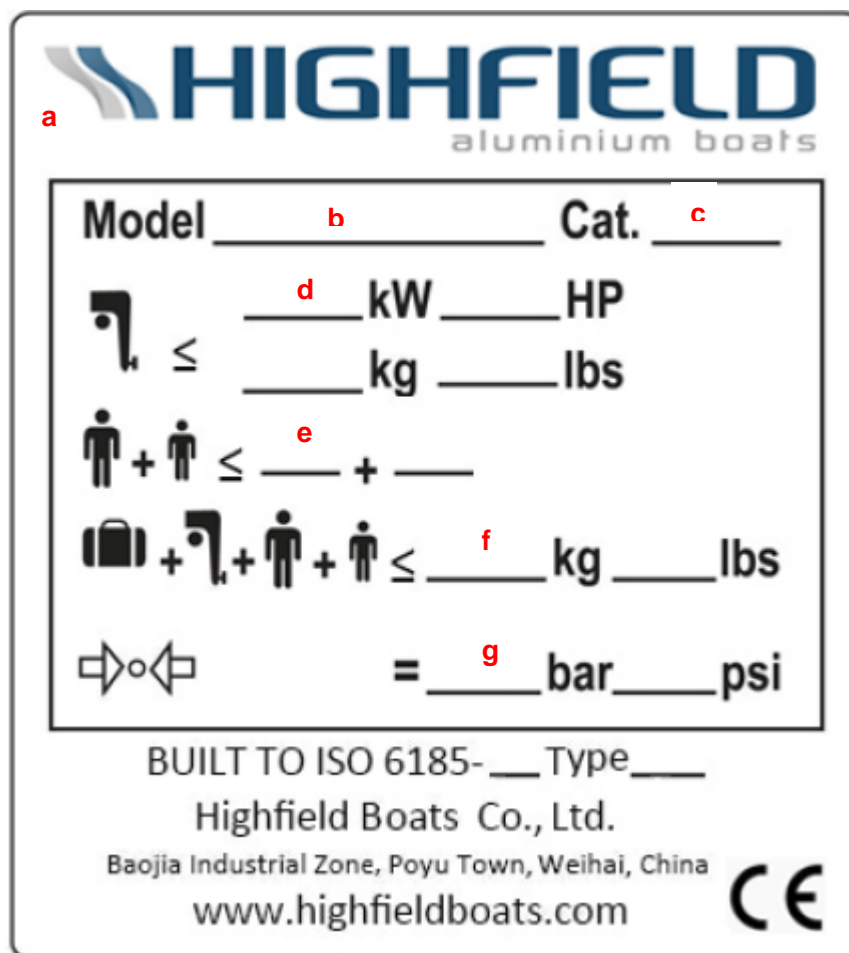 HIGHFIELD
a
aluminium boats
Model b Cat. c
d kW HP
≤
kg lbs
+ ≤ e +
+ + + ≤ f kg lbs
= g bar psi
BUILT TO ISO 6185-__Type___
Highfield Boats Co., Ltd.
Baojia Industrial Zone, Poyu Town, Weihai, China
www.highfieldboats.com
CE